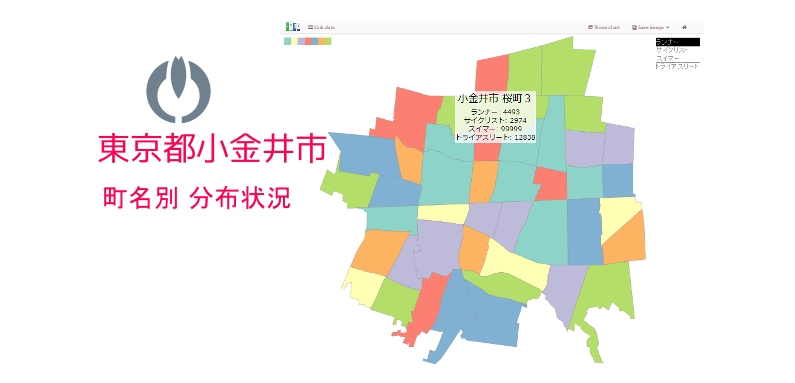 Link data
Share chart
Save image
ランナー
サイクリスト
スイマー
トライアスリート
小金井市 桜町３
ランナー: 4493
サイクリスト: 2974
スイマー: 99999
トライアスリート: 12838
東京都小金井市
町名別 分布状況